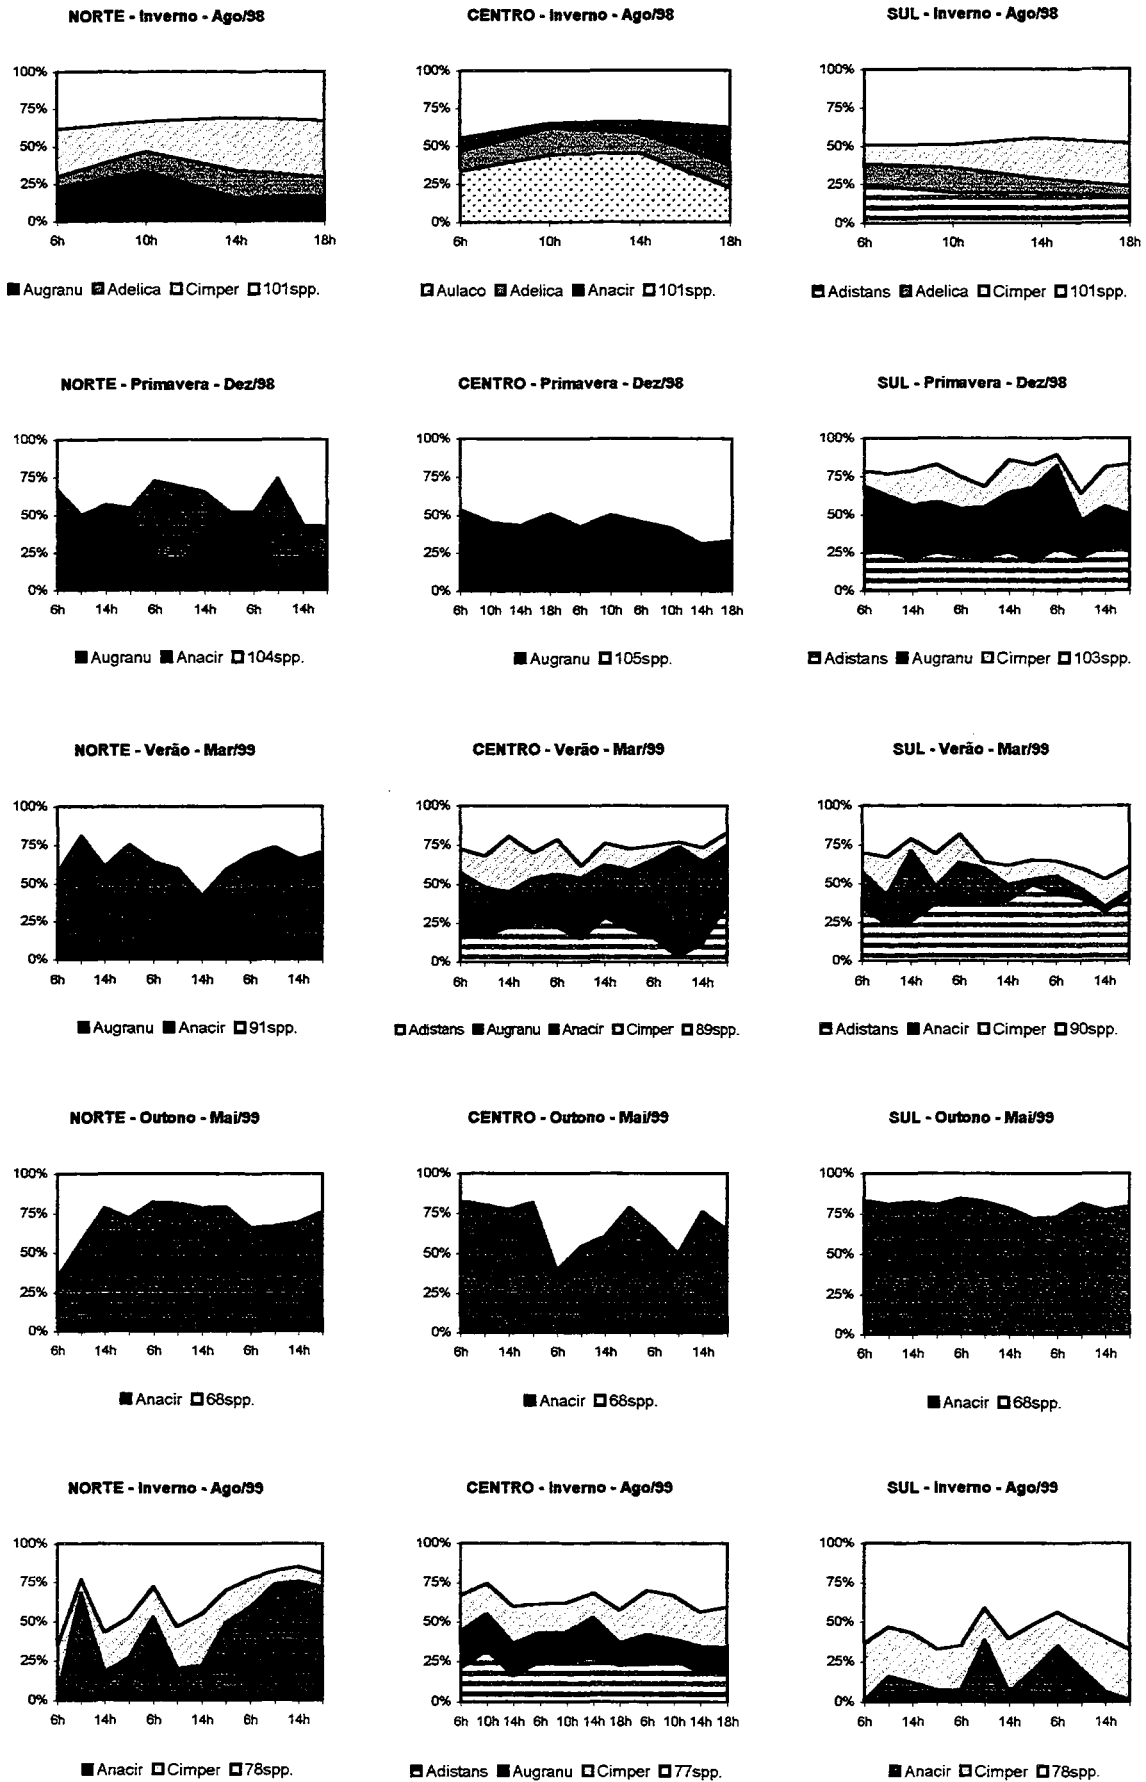 NORTE - Inverno - Ago/98
100%
75%
50%
25%
0%
6h 10h 14h 18h
Augranu Adelica Cimper 101spp.
CENTRO - Inverno - Ago/98
100%
75%
50%
25%
0%
6h 10h 14h 18h
Aulaco Adelica Anacir 101spp.
SUL - Inverno - Ago/98
100%
75%
50%
25%
0%
6h 10h 14h 18h
Adistans Adelica Cimper 101spp.
NORTE - Primavera - Dez/98
100%
75%
50%
25%
0%
6h 14h 6h 14h 6h 14h
Augranu Anacir 104spp.
CENTRO - Primavera - Dez/98
100%
75%
50%
25%
0%
6h 10h 14h 18h 6h 10h 6h 10h 14h 18h
Augranu 105spp.
SUL - Primavera - Dez/98
100%
75%
50%
25%
0%
6h 14h 6h 14h 6h 14h
Adistans Augranu Cimper 103spp.
NORTE - Verão - Mar/99
100%
75%
50%
25%
0%
6h 14h 6h 14h 6h 14h
Augranu Anacir 91spp.
CENTRO - Verão - Mar/99
100%
75%
50%
25%
0%
6h 14h 6h 14h 6h 14h
Adistans Augranu Anacir Cimper 89spp.
SUL - Verão - Mar/99
100%
75%
50%
25%
0%
6h 14h 6h 14h 6h 14h
Adistans Anacir Cimper 90spp.
NORTE - Outono - Mai/99
100%
75%
50%
25%
0%
6h 14h 6h 14h 6h 14h
Anacir 68spp.
CENTRO - Outono - Mai/99
100%
75%
50%
25%
0%
6h 14h 6h 14h 6h 14h
Anacir 68spp.
SUL - Outono - Mai/99
100%
75%
50%
25%
0%
6h 14h 6h 14h 6h 14h
Anacir 68spp.
NORTE - Inverno - Ago/99
100%
75%
50%
25%
0%
6h 14h 6h 14h 6h 14h
Anacir Cimper 78spp.
CENTRO - Inverno - Ago/99
100%
75%
50%
25%
0%
6h 10h 14h 6h 10h 14h 18h 6h 10h 14h 18h
Adistans Augranu Cimper 77spp.
SUL - Inverno - Ago/99
100%
75%
50%
25%
0%
6h 14h 6h 14h 6h 14h
Anacir Cimper 78spp.